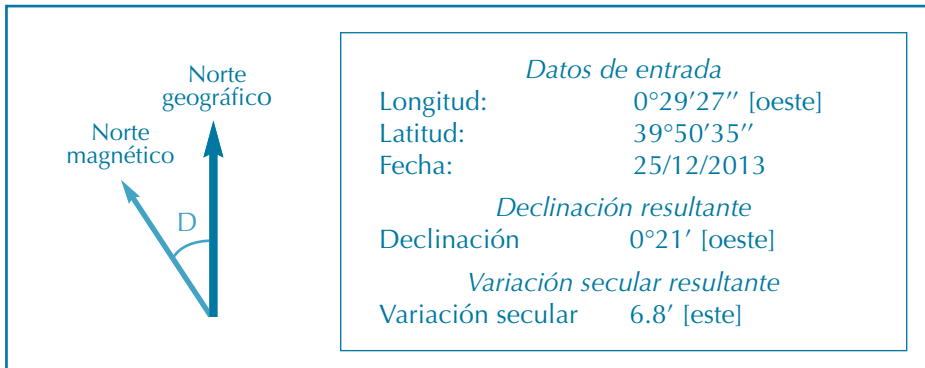 Norte
geográfico
Norte
magnético
D
Datos de entrada
Longitud: 0°29’27’’ [oeste]
Latitud: 39°50’35’’
Fecha: 25/12/2013
Declinación resultante
Declinación 0°21’ [oeste]
Variación secular resultante
Variación secular 6.8’ [este]